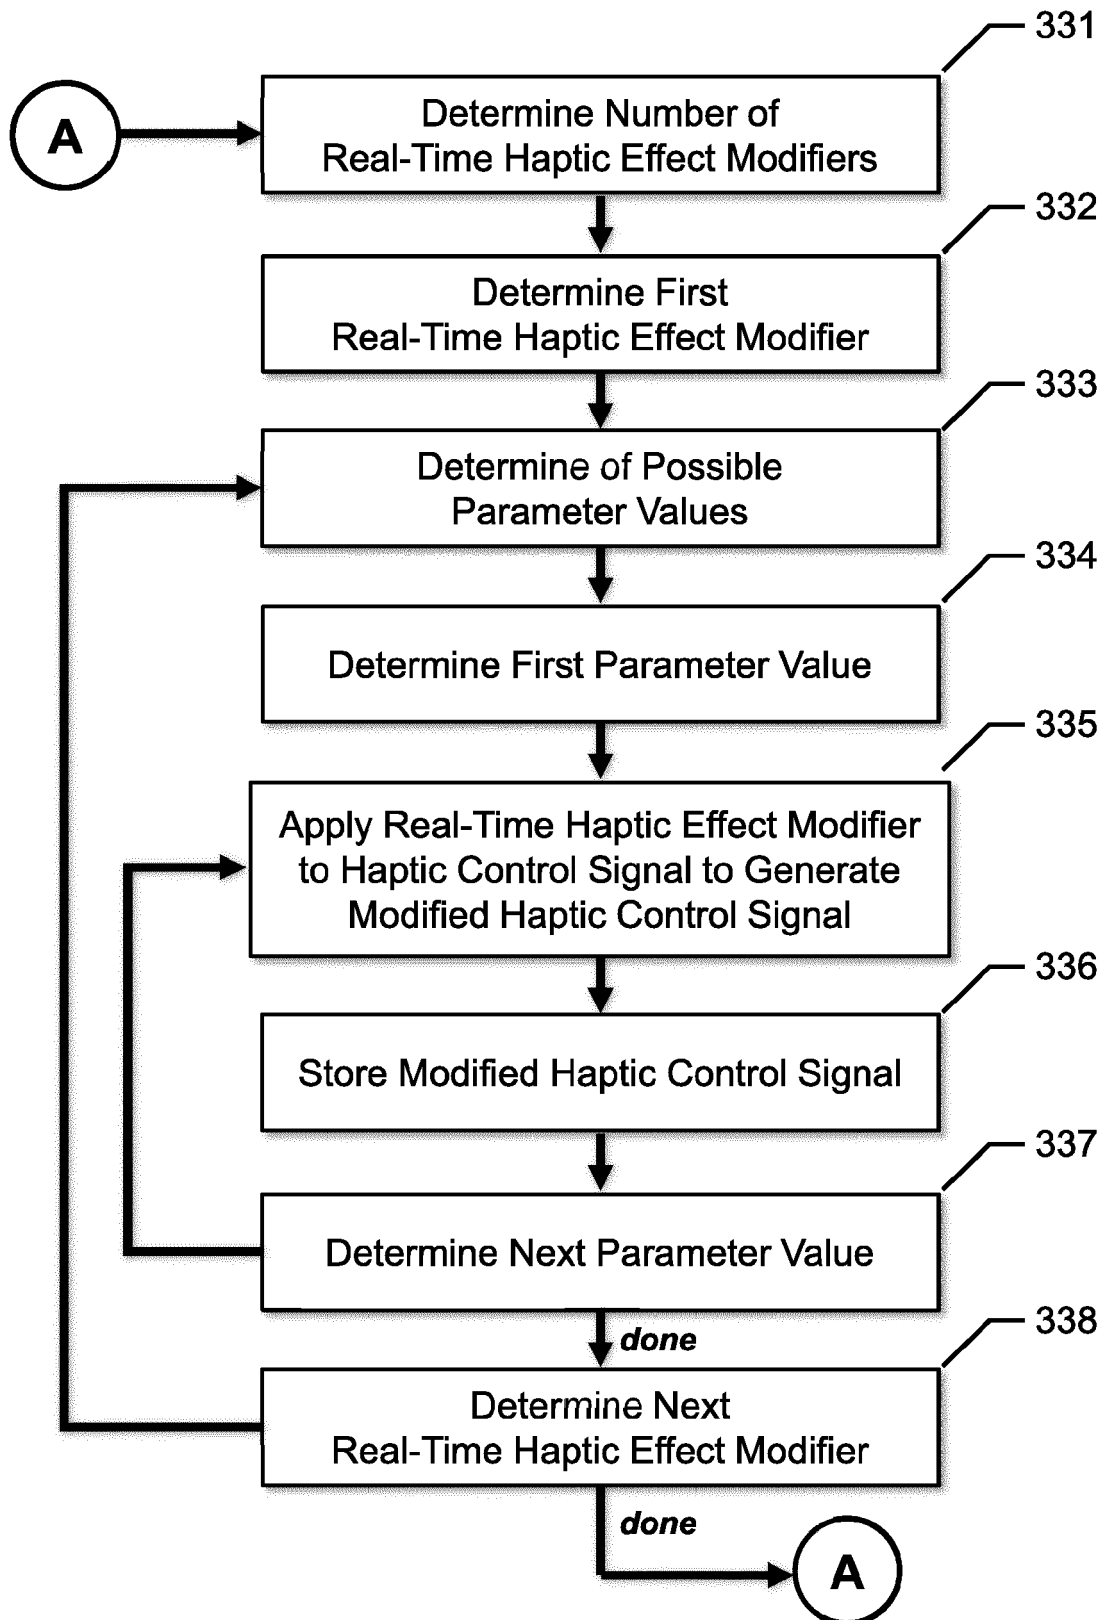 331
A
Determine Number of
Real-Time Haptic Effect Modifiers
332
Determine First
Real-Time Haptic Effect Modifier
333
Determine of Possible
Parameter Values
334
Determine First Parameter Value
335
Apply Real-Time Haptic Effect Modifier
to Haptic Control Signal to Generate
Modified Haptic Control Signal
336
Store Modified Haptic Control Signal
337
Determine Next Parameter Value
done
338
Determine Next
Real-Time Haptic Effect Modifier
done
A